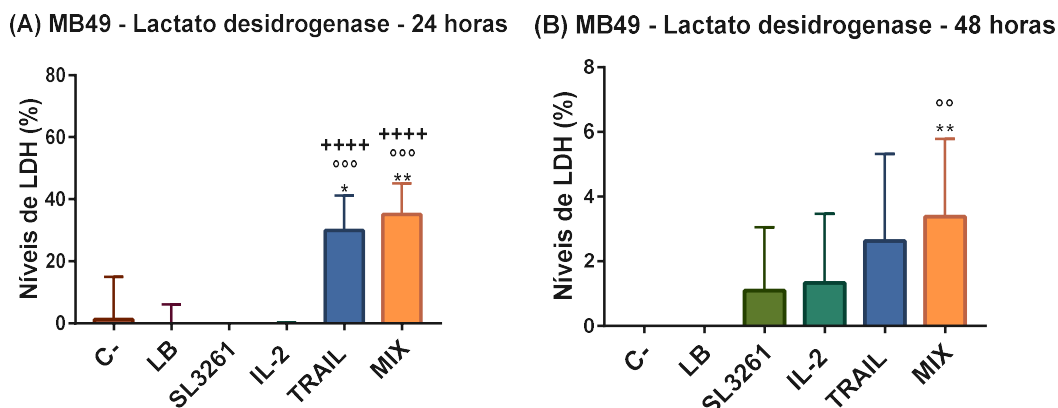 (A) MB49 - Lactato desidrogenase - 24 horas
Níveis de LDH (%)
80
60
40
20
0
++++
°°°
*
++++
°°°
**
C-
LB
SL3261
IL-2
TRAIL
MIX
(B) MB49 - Lactato desidrogenase - 48 horas
Níveis de LDH (%)
8
6
4
2
0
°°
**
C-
LB
SL3261
IL-2
TRAIL
MIX